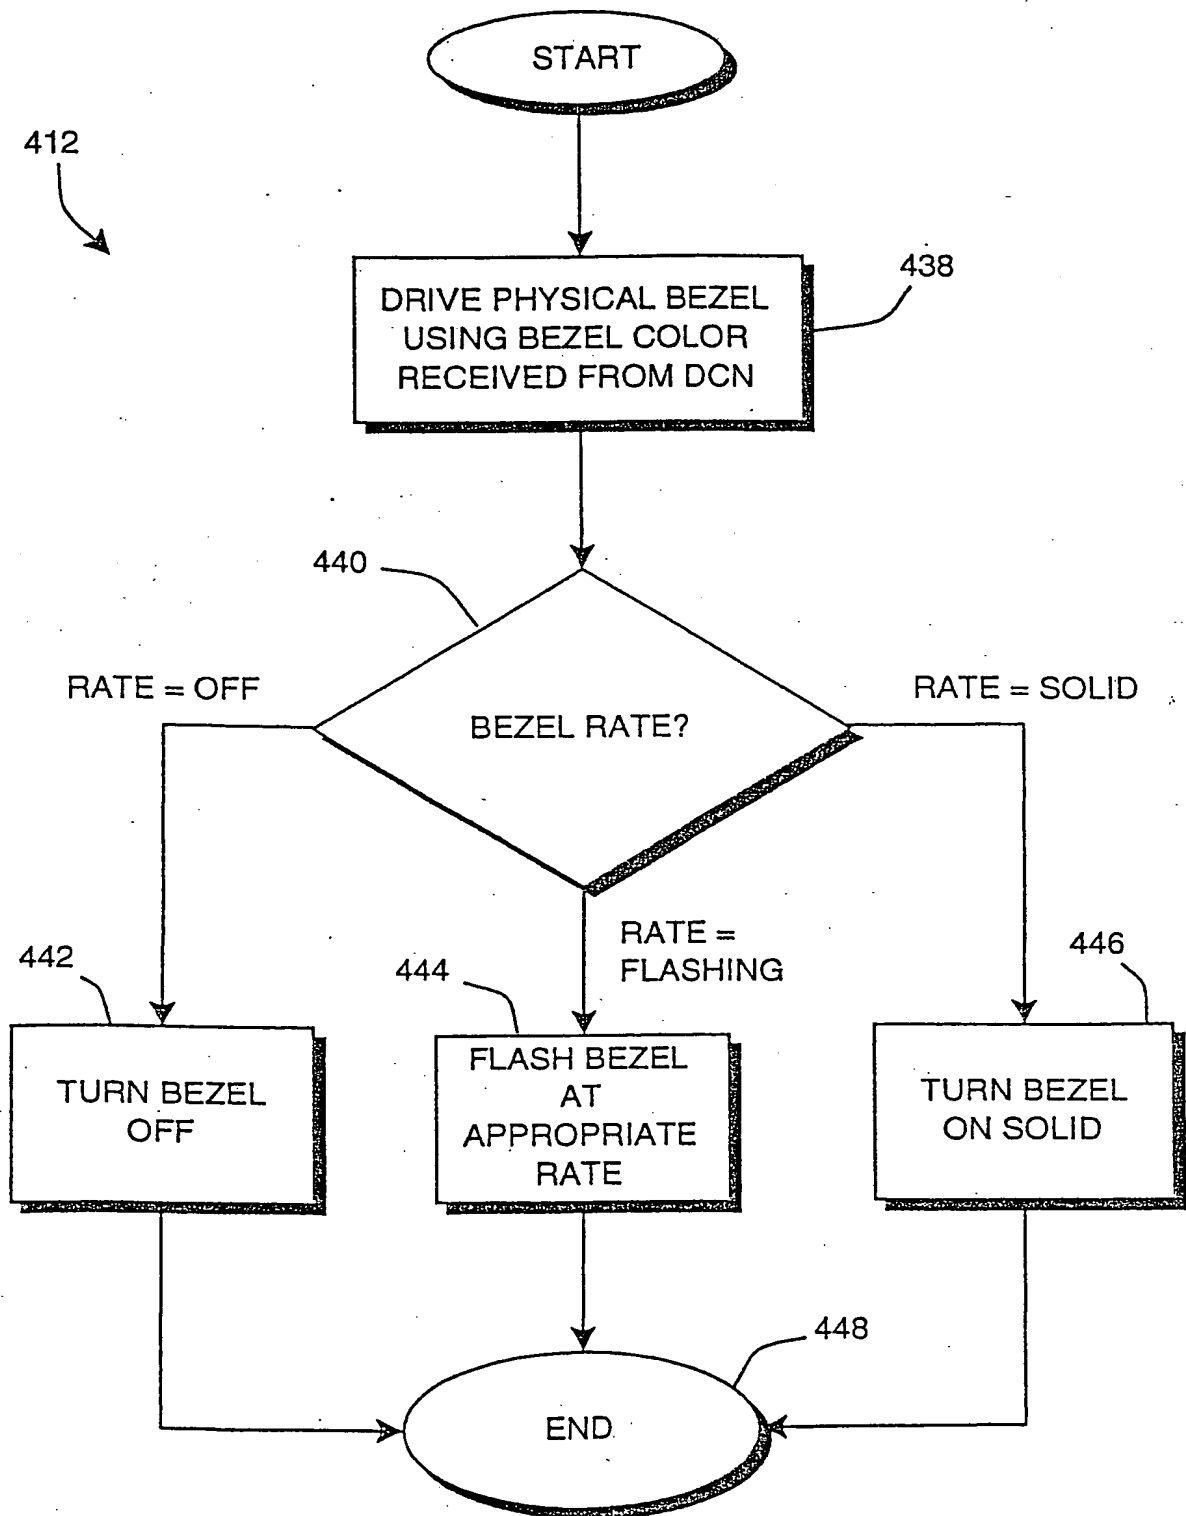 START
412
438
DRIVE PHYSICAL BEZEL
USING BEZEL COLOR
RECEIVED FROM DCN
440
RATE = OFF
BEZEL RATE?
RATE = SOLID
RATE =
FLASHING
442
444
446
TURN BEZEL
OFF
FLASH BEZEL
AT
APPROPRIATE
RATE
TURN BEZEL
ON SOLID
448
END